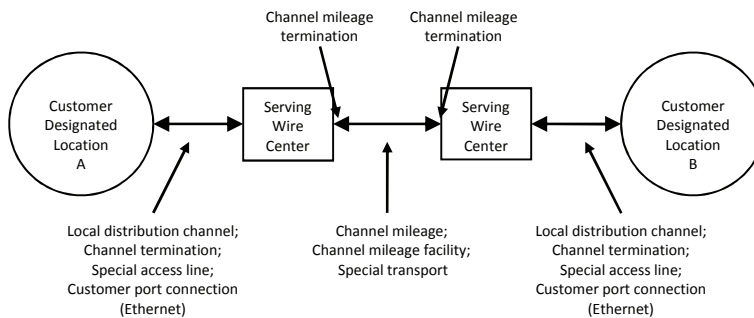 Channel mileage
termination
Channel mileage
termination
Customer
Designated
Location
A
Serving
Wire
Center
Serving
Wire
Center
Customer
Designated
Location
B
Local distribution channel;
Channel termination;
Special access line;
Customer port connection
(Ethernet)
Channel mileage;
Channel mileage facility;
Special transport
Local distribution channel;
Channel termination;
Special access line;
Customer port connection
(Ethernet)